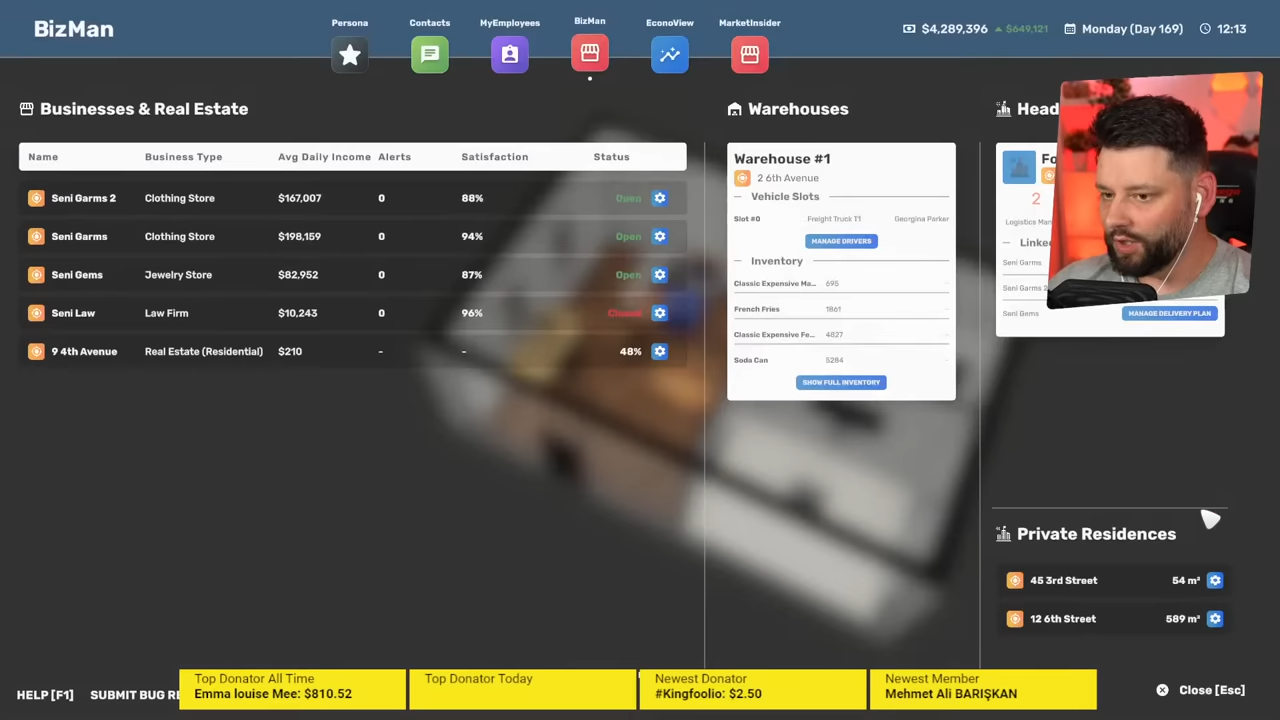 BizMan
Persona
Contacts
MyEmployees
BizMan
EconoView
MarketInsider
$4,289,396 ▲ $649,121
Monday (Day 169)
12:13
Businesses & Real Estate
Name Business Type Avg Daily Income Alerts Satisfaction Status
Seni Garms 2 Clothing Store $167,007 0 88% Open
Seni Garms Clothing Store $198,159 0 94% Open
Seni Gems Jewelry Store $82,952 0 87% Open
Seni Law Law Firm $10,243 0 96% Closed
9 4th Avenue Real Estate (Residential) $210 - - 48%
Warehouses
Warehouse #1
2 6th Avenue
Vehicle Slots
Slot #0 Freight Truck T1 Georgina Parker
MANAGE DRIVERS
Inventory
Classic Expensive Ma... 695
French Fries 1861
Classic Expensive Fe... 4827
Soda Can 5284
SHOW FULL INVENTORY
Head
Fo
2
Logistics Man
Linke
Seni Garms
Seni Garms 2
Seni Gems
MANAGE DELIVERY PLAN
Private Residences
45 3rd Street 54 m²
12 6th Street 589 m²
HELP [F1] SUBMIT BUG RE
Top Donator All Time
Emma louise Mee: $810.52
Top Donator Today
Newest Donator
#Kingfoolio: $2.50
Newest Member
Mehmet Ali BARIŞKAN
Close [Esc]